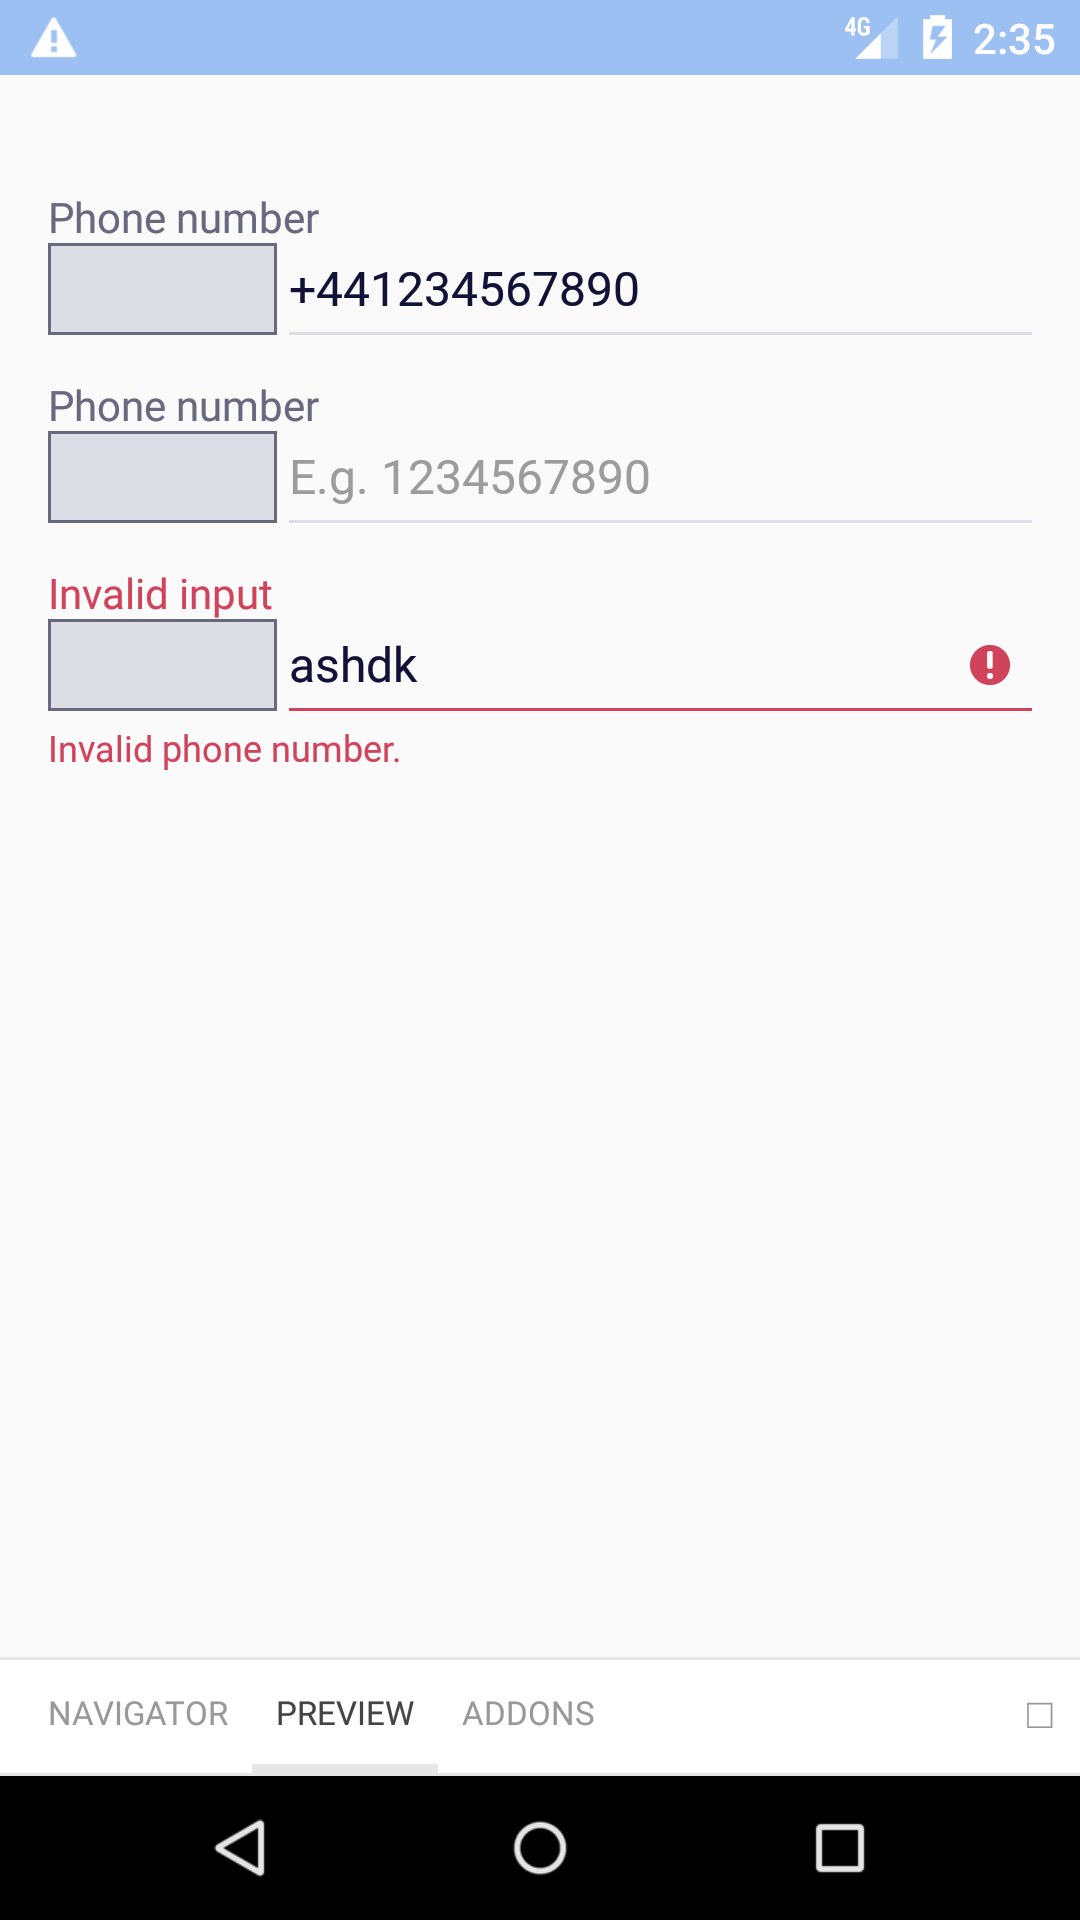 4G 2:35
Phone number
+441234567890
Phone number
E.g. 1234567890
Invalid input
ashdk
Invalid phone number.
NAVIGATOR PREVIEW ADDONS